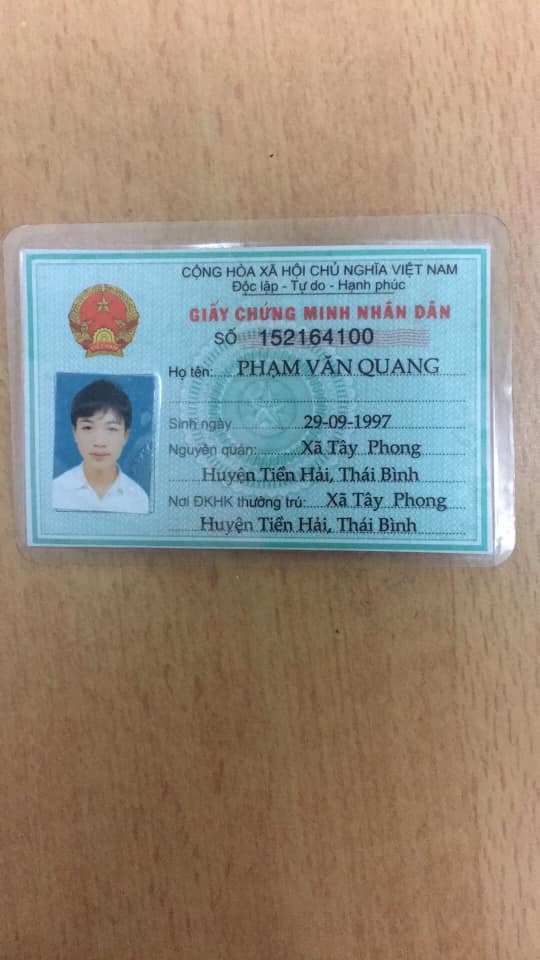 CỘNG HÒA XÃ HỘI CHỦ NGHĨA VIỆT NAM
Độc lập - Tự do - Hạnh phúc
GIẤY CHỨNG MINH NHÂN DÂN
SỐ 152164100
Họ tên: PHẠM VĂN QUANG
Sinh ngày 29-09-1997
Nguyên quán: Xã Tây Phong
Huyện Tiền Hải, Thái Bình
Nơi ĐKHK thường trú: Xã Tây Phong
Huyện Tiền Hải, Thái Bình